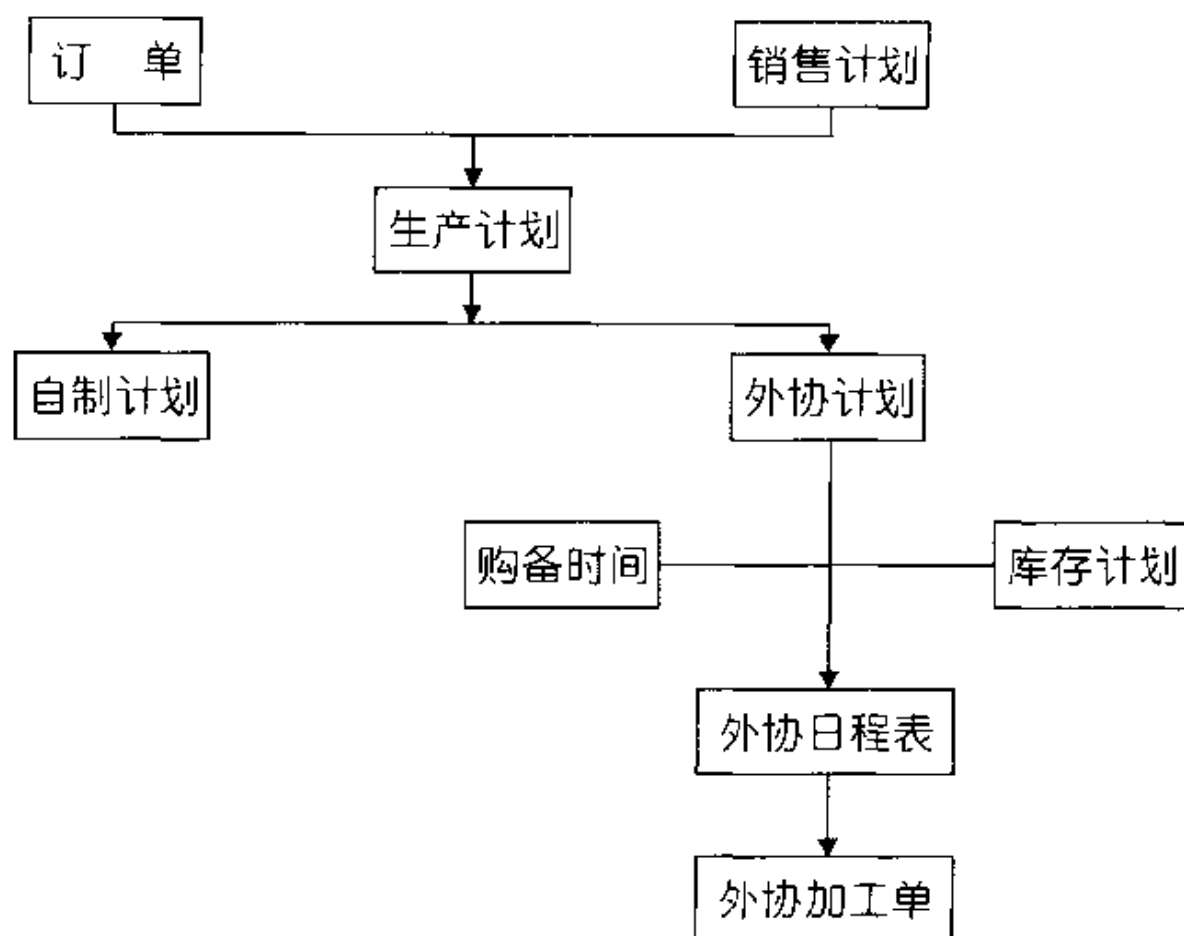 订 单
销售计划
生产计划
自制计划
外协计划
购备时间
库存计划
外协日程表
外协加工单